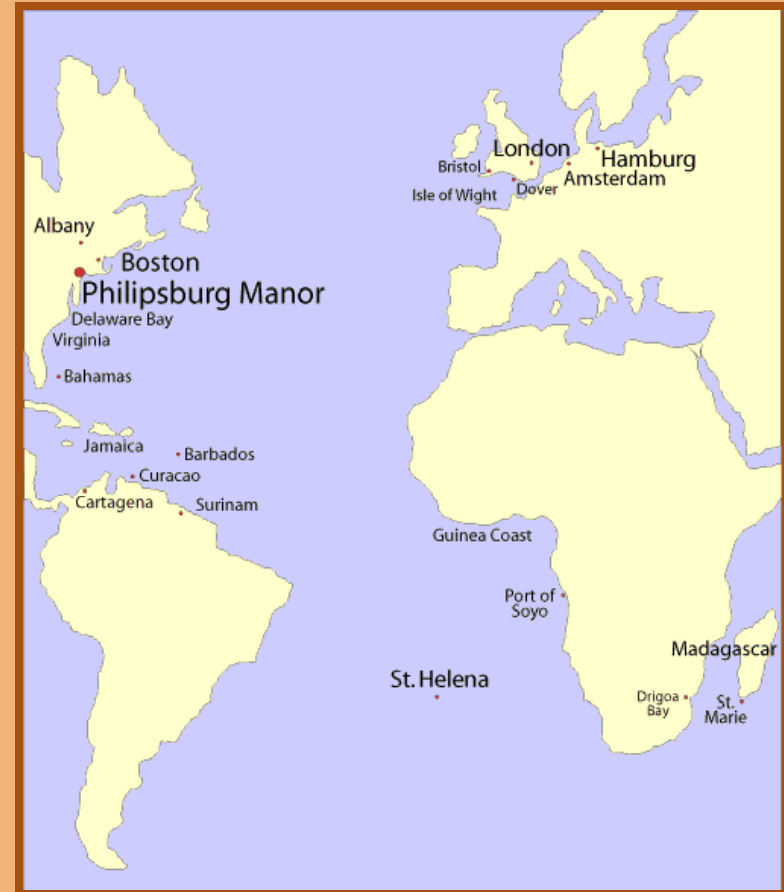 London
Bristol
Hamburg
Amsterdam
Isle of Wight
Dover
Albany
Boston
Philipsburg Manor
Delaware Bay
Virginia
Bahamas
Jamaica
Barbados
Curacao
Cartagena
Surinam
Guinea Coast
Port of
Soyo
Madagascar
St. Helena
Drigoa
Bay
St.
Marie